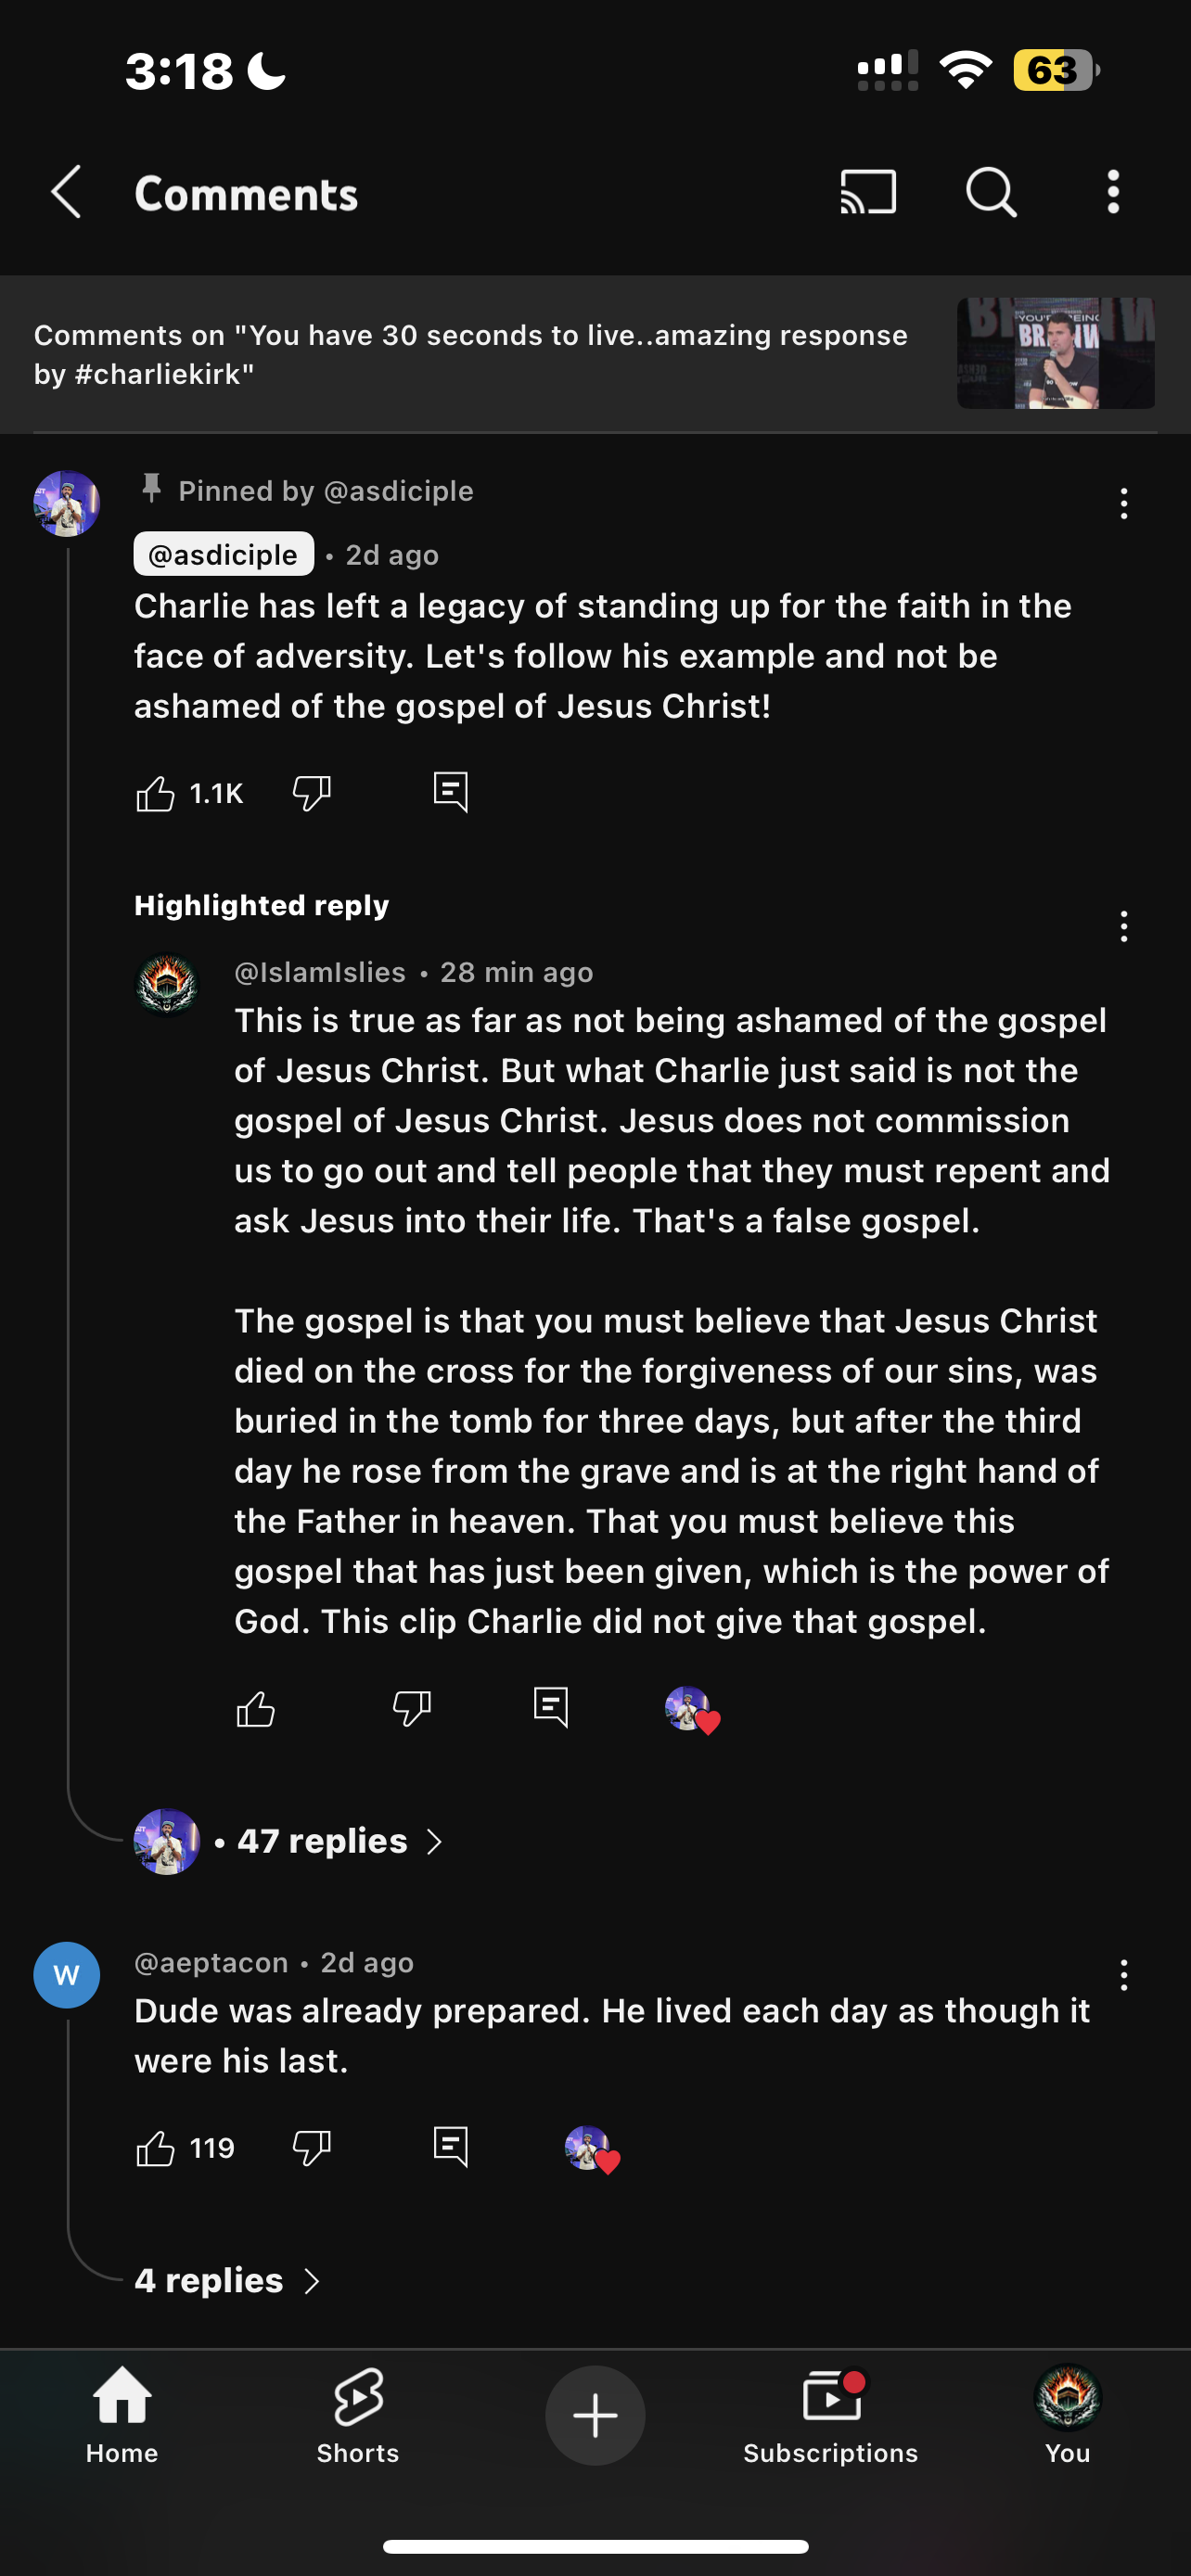 3:18
63
Comments
Comments on "You have 30 seconds to live..amazing response
by #charliekirk"
Pinned by @asdiciple
@asdiciple • 2d ago
Charlie has left a legacy of standing up for the faith in the
face of adversity. Let's follow his example and not be
ashamed of the gospel of Jesus Christ!
1.1K
Highlighted reply
@IslamIslies • 28 min ago
This is true as far as not being ashamed of the gospel
of Jesus Christ. But what Charlie just said is not the
gospel of Jesus Christ. Jesus does not commission
us to go out and tell people that they must repent and
ask Jesus into their life. That's a false gospel.
The gospel is that you must believe that Jesus Christ
died on the cross for the forgiveness of our sins, was
buried in the tomb for three days, but after the third
day he rose from the grave and is at the right hand of
the Father in heaven. That you must believe this
gospel that has just been given, which is the power of
God. This clip Charlie did not give that gospel.
• 47 replies
W
@aeptacon • 2d ago
Dude was already prepared. He lived each day as though it
were his last.
119
4 replies
Home
Shorts
Subscriptions
You